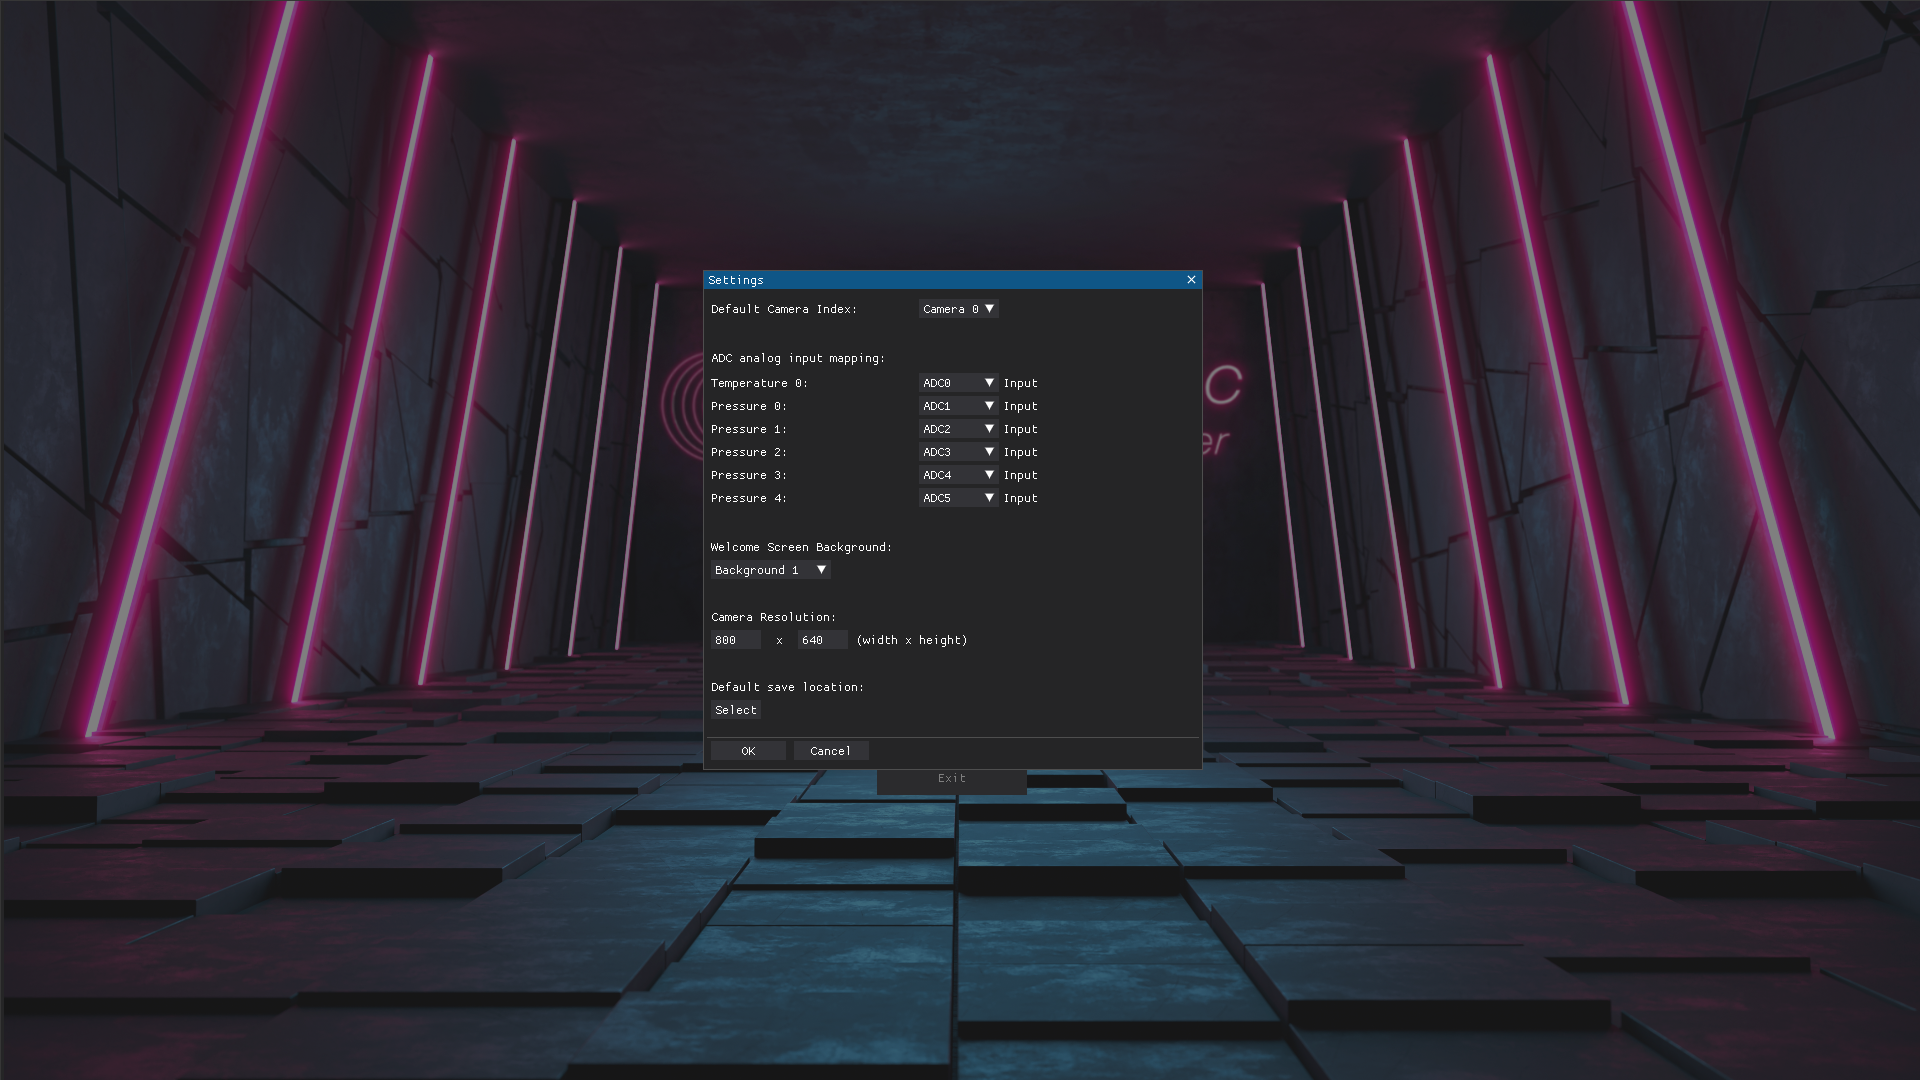 Settings
Default Camera Index: Camera 0
ADC analog input mapping:
Temperature 0: ADC0 Input
Pressure 0: ADC1 Input
Pressure 1: ADC2 Input
Pressure 2: ADC3 Input
Pressure 3: ADC4 Input
Pressure 4: ADC5 Input
Welcome Screen Background:
Background 1
Camera Resolution:
800 x 640 (width x height)
Default save location:
Select
OK Cancel
Exit